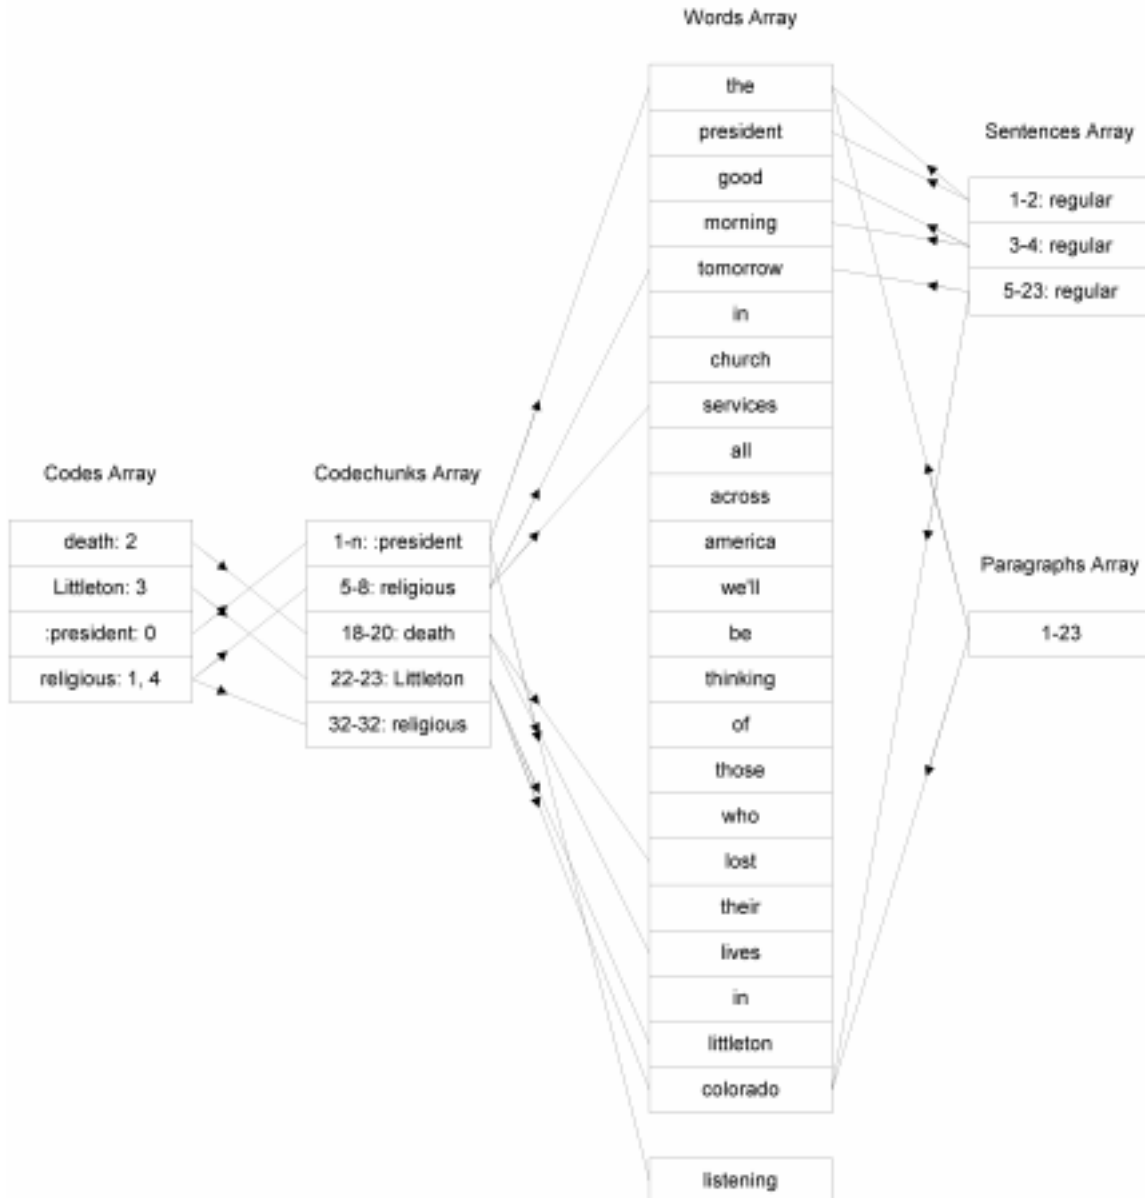 Words Array
the
president
good
morning
tomorrow
in
church
services
all
across
america
we'll
be
thinking
of
those
who
lost
their
lives
in
littleton
colorado
listening
Sentences Array
1-2: regular
3-4: regular
5-23: regular
Codes Array
death: 2
Littleton: 3
:president: 0
religious: 1, 4
Codechunks Array
1-n: :president
5-8: religious
18-20: death
22-23: Littleton
32-32: religious
Paragraphs Array
1-23